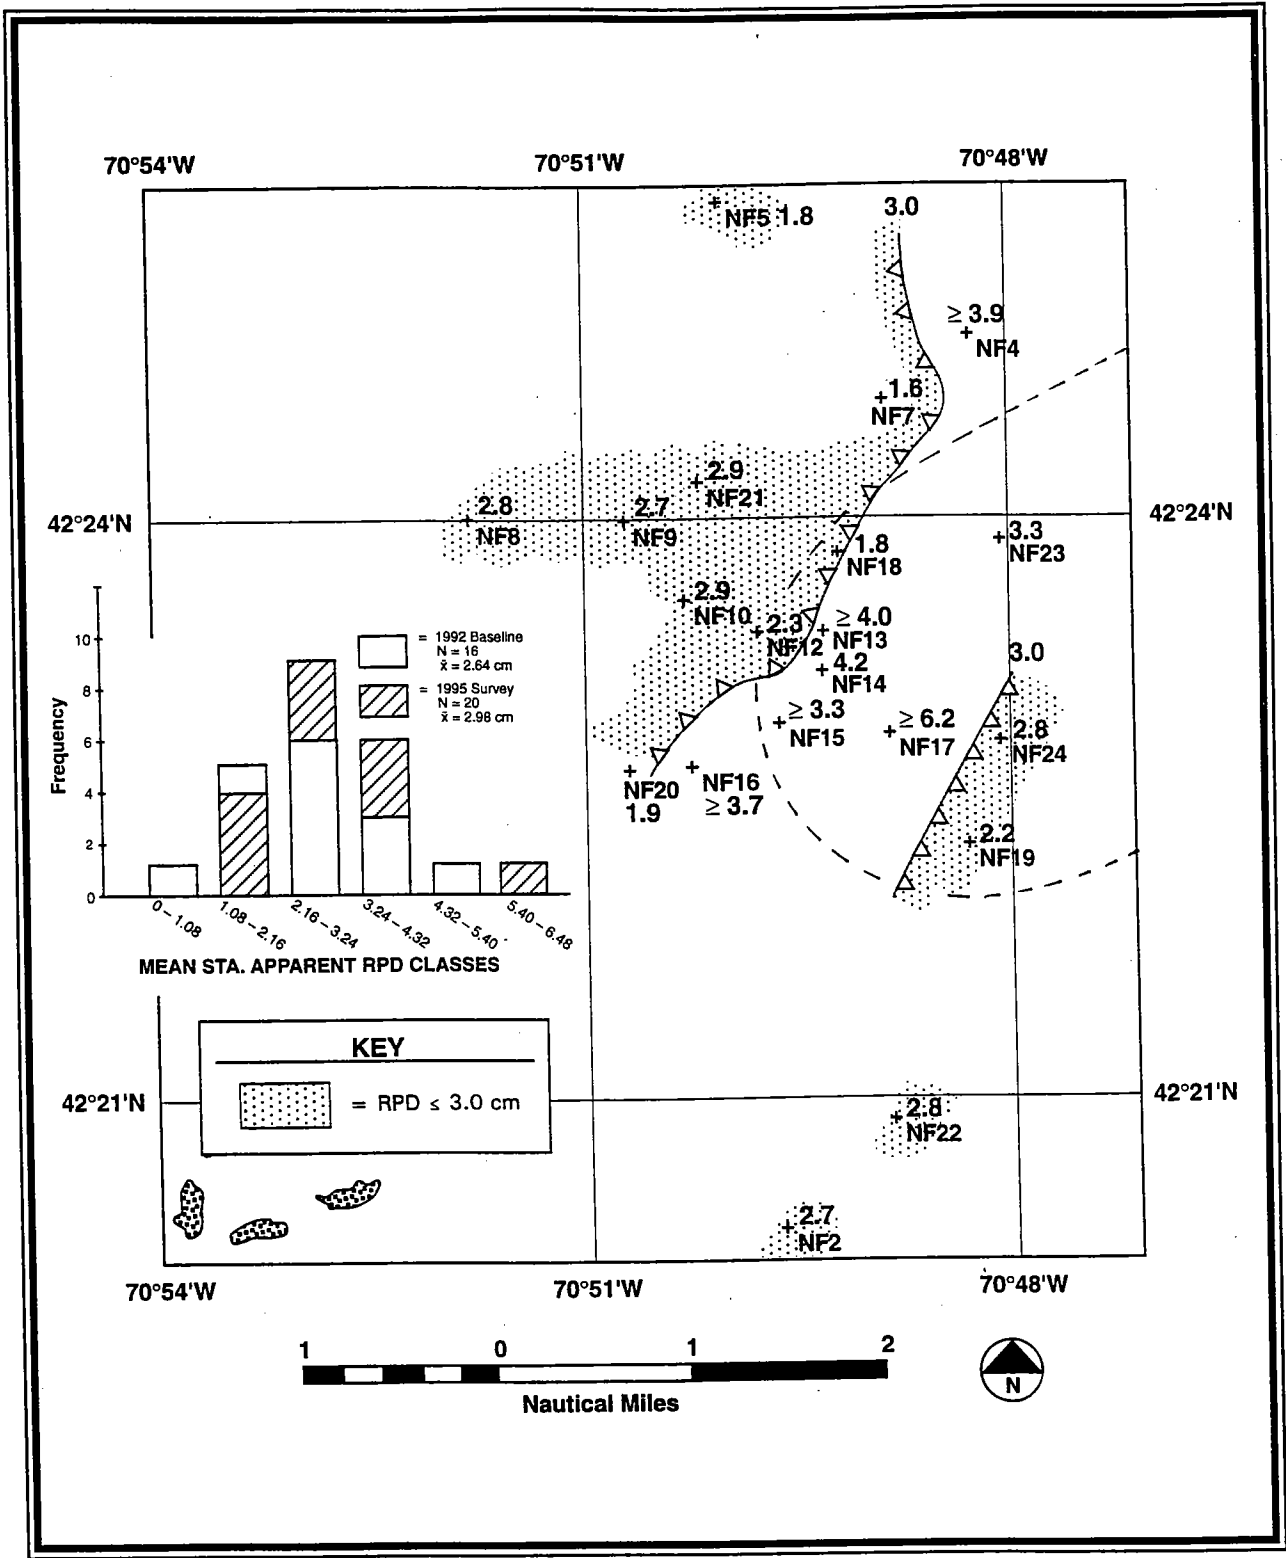 70°54'W
70°51'W
70°48'W
NF5 1.8
3.0
≥ 3.9
NF4
1.6
NF7
2.9
NF21
2.8
NF8
2.7
NF9
42°24'N
42°24'N
3.3
NF23
1.8
NF18
2.9
NF10
2.3
NF12
≥ 4.0
NF13
4.2
NF14
3.0
≥ 3.3
NF15
≥ 6.2
NF17
2.8
NF24
NF20
1.9
NF16
≥ 3.7
2.2
NF19
= 1992 Baseline
N = 16
x̄ = 2.64 cm
= 1995 Survey
N = 20
x̄ = 2.98 cm
Frequency
10
8
6
4
2
0
0 – 1.08
1.08 – 2.16
2.16 – 3.24
3.24 – 4.32
4.32 – 5.40
5.40 – 6.48
MEAN STA. APPARENT RPD CLASSES
KEY
= RPD ≤ 3.0 cm
42°21'N
42°21'N
2.8
NF22
2.7
NF2
70°54'W
70°51'W
70°48'W
1 0 1 2
Nautical Miles
N